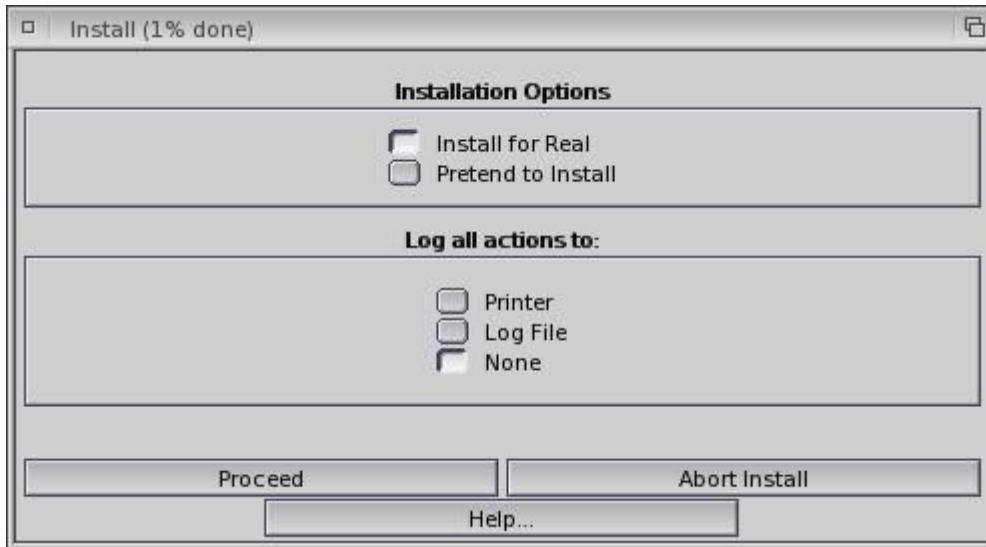 Install (1% done)
Installation Options
Install for Real
Pretend to Install
Log all actions to:
Printer
Log File
None
Proceed
Abort Install
Help...